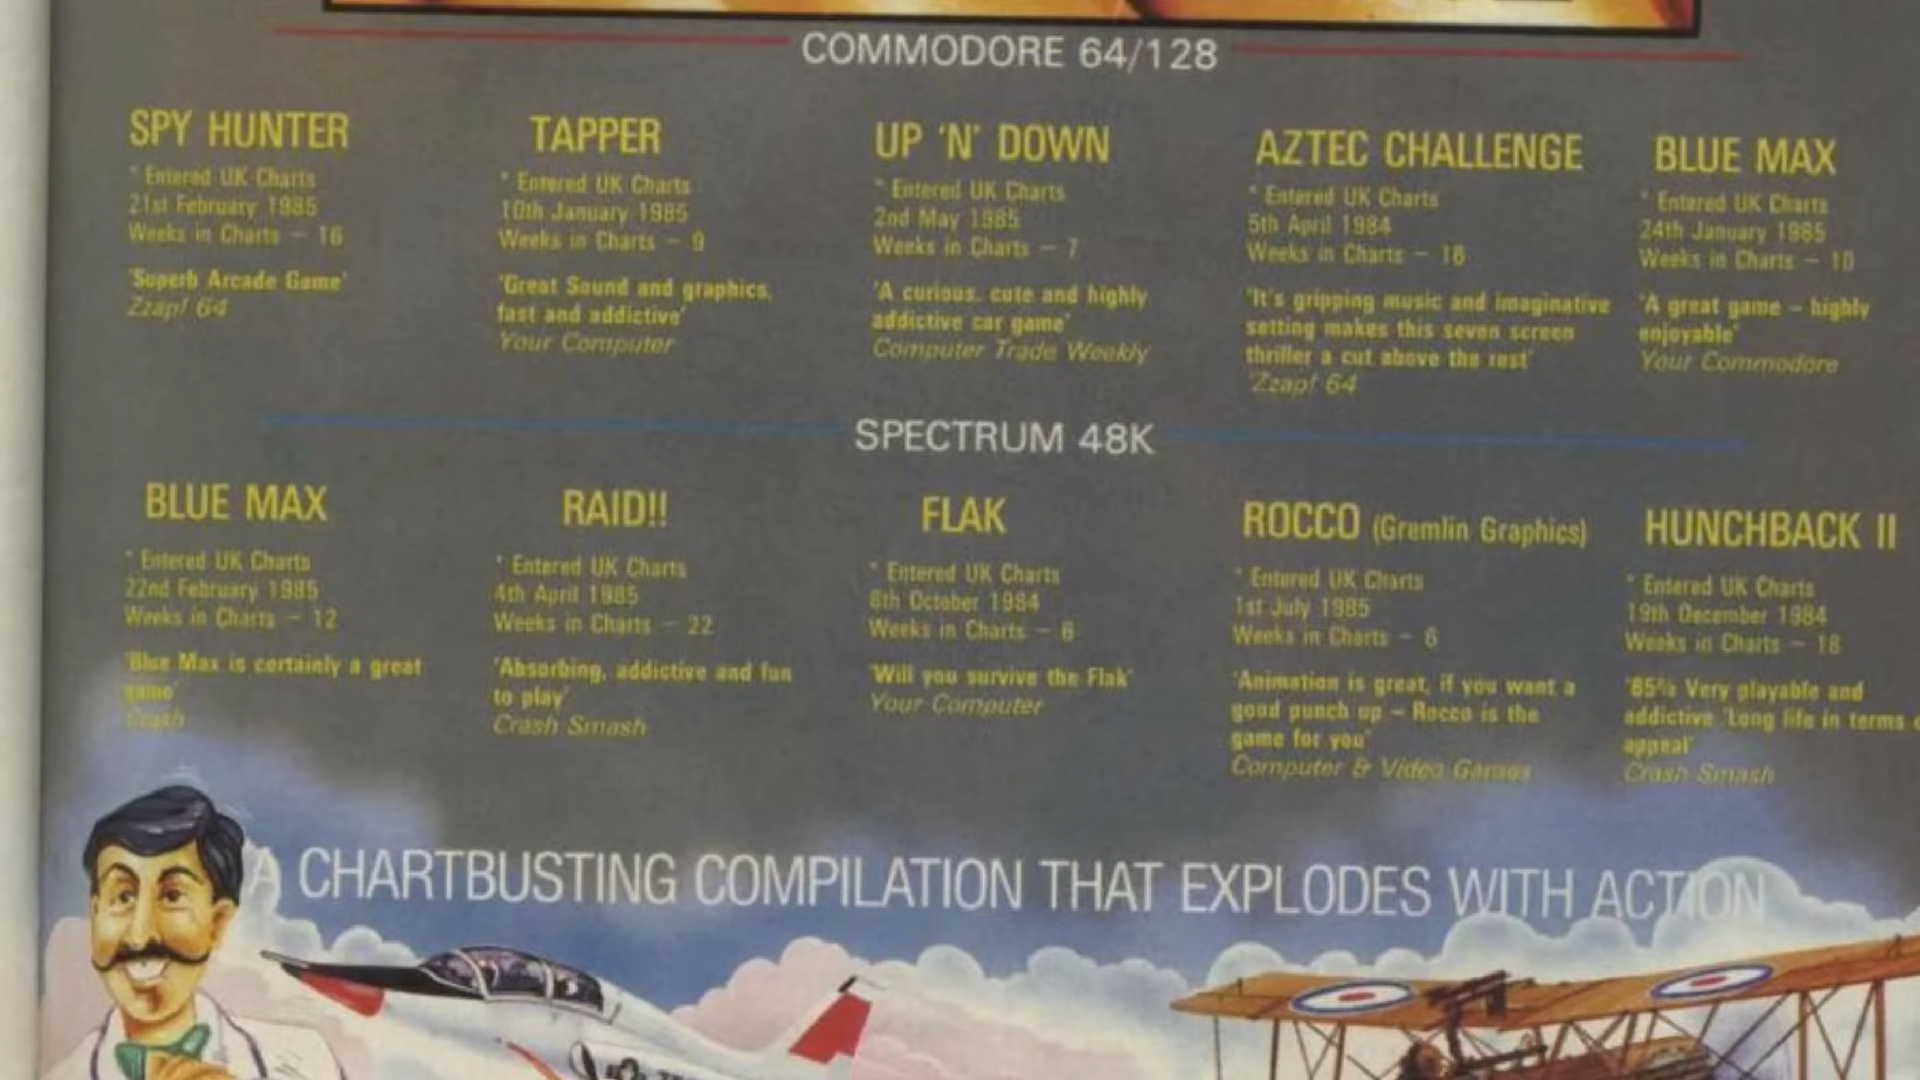 COMMODORE 64/128
SPY HUNTER
* Entered UK Charts
21st February 1985
Weeks in Charts – 16
'Superb Arcade Game'
Zzap! 64
TAPPER
* Entered UK Charts
10th January 1985
Weeks in Charts – 9
'Great Sound and graphics,
fast and addictive'
Your Computer
UP 'N' DOWN
* Entered UK Charts
2nd May 1985
Weeks in Charts – 7
'A curious, cute and highly
addictive car game'
Computer Trade Weekly
AZTEC CHALLENGE
* Entered UK Charts
5th April 1984
Weeks in Charts – 16
'It's gripping music and imaginative
setting makes this seven screen
thriller a cut above the rest'
'Zzap! 64
BLUE MAX
* Entered UK Charts
24th January 1985
Weeks in Charts – 10
'A great game – highly
enjoyable'
Your Commodore
SPECTRUM 48K
BLUE MAX
* Entered UK Charts
22nd February 1985
Weeks in Charts – 12
'Blue Max is certainly a great
game'
Crash
RAID!!
* Entered UK Charts
4th April 1985
Weeks in Charts – 22
'Absorbing, addictive and fun
to play'
Crash Smash
FLAK
* Entered UK Charts
8th October 1984
Weeks in Charts – 6
'Will you survive the Flak'
Your Computer
ROCCO (Gremlin Graphics)
* Entered UK Charts
1st July 1985
Weeks in Charts – 6
'Animation is great, if you want a
good punch up – Rocco is the
game for you'
Computer & Video Games
HUNCHBACK II
* Entered UK Charts
19th December 1984
Weeks in Charts – 18
'85% Very playable and
addictive 'Long life in terms
appeal'
Crash Smash
A CHARTBUSTING COMPILATION THAT EXPLODES WITH ACTION